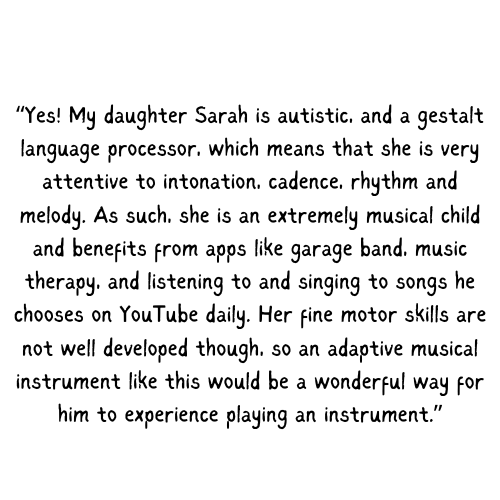 “Yes! My daughter Sarah is autistic, and a gestalt
language processor, which means that she is very
attentive to intonation, cadence, rhythm and
melody. As such, she is an extremely musical child
and benefits from apps like garage band, music
therapy, and listening to and singing to songs he
chooses on YouTube daily. Her fine motor skills are
not well developed though, so an adaptive musical
instrument like this would be a wonderful way for
him to experience playing an instrument.”